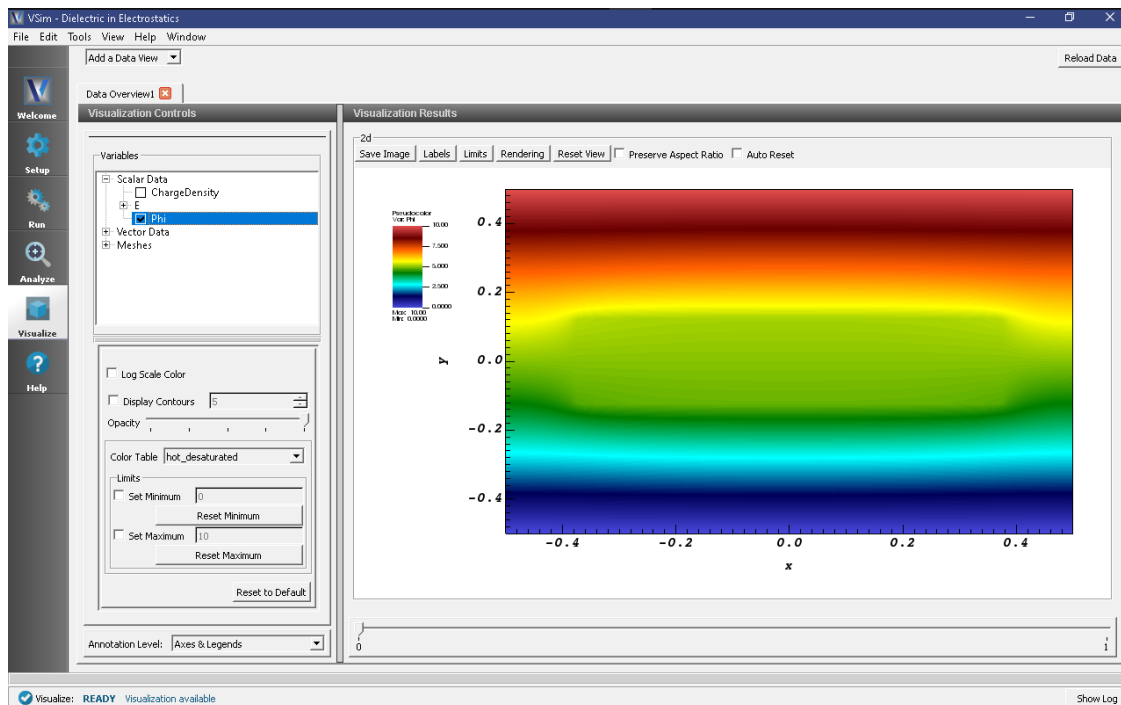 VSim - Dielectric in Electrostatics
File Edit Tools View Help Window
Add a Data View
Reload Data
Data Overview1
Welcome
Setup
Run
Analyze
Visualize
Help
Visualization Controls
Variables
Scalar Data
ChargeDensity
E
Phi
Vector Data
Meshes
Log Scale Color
Display Contours 5
Opacity
Color Table hot_desaturated
Limits
Set Minimum 0
Reset Minimum
Set Maximum 10
Reset Maximum
Reset to Default
Annotation Level: Axes & Legends
Visualization Results
2d
Save Image Labels Limits Rendering Reset View Preserve Aspect Ratio Auto Reset
Pseudocolor
Var: Phi
10.00
7.500
5.000
2.500
0.0000
Max: 10.00
Min: 0.0000
0.4
0.2
y 0.0
-0.2
-0.4
-0.4 -0.2 0.0 0.2 0.4
x
0 1
Visualize: READY Visualization available
Show Log